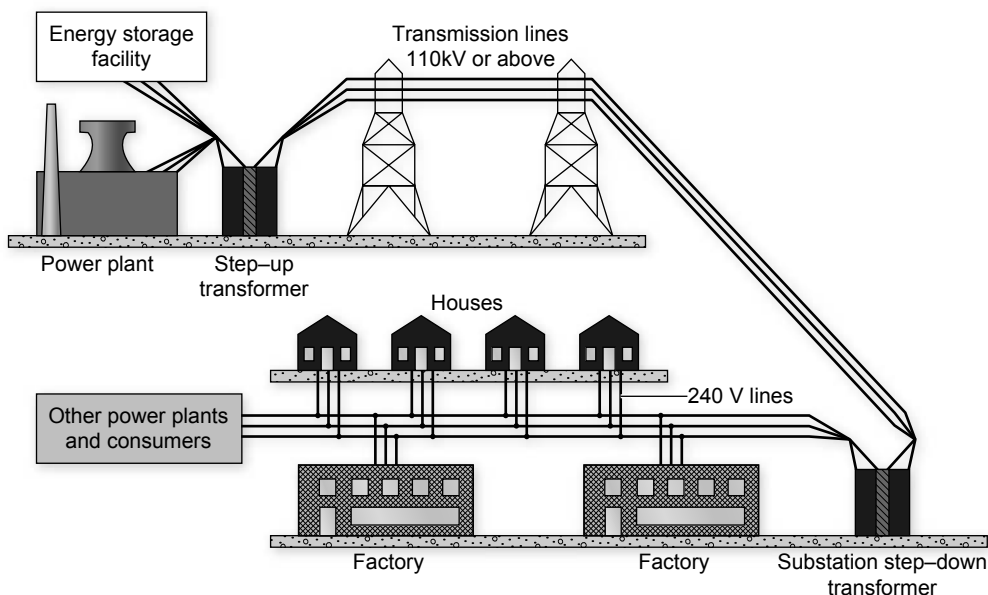 Energy storage
facility
Transmission lines
110kV or above
Power plant
Step–up
transformer
Houses
240 V lines
Other power plants
and consumers
Factory
Factory
Substation step–down
transformer